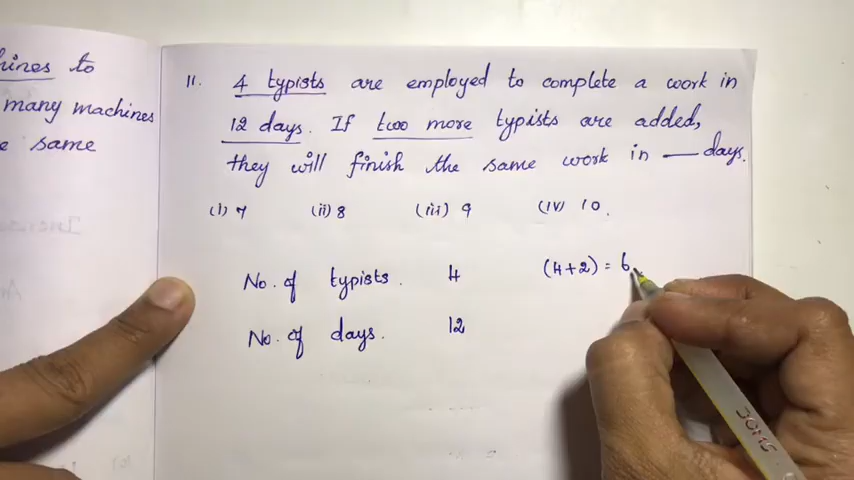 hines to
many machines
e same
11. 4 typists are employed to complete a work in
12 days. If two more typists are added,
they will finish the same work in — days.
(i) 7 (ii) 8 (iii) 9 (iv) 10.
No. of typists. 4 (4+2) = 6
No. of days. 12
JOMS